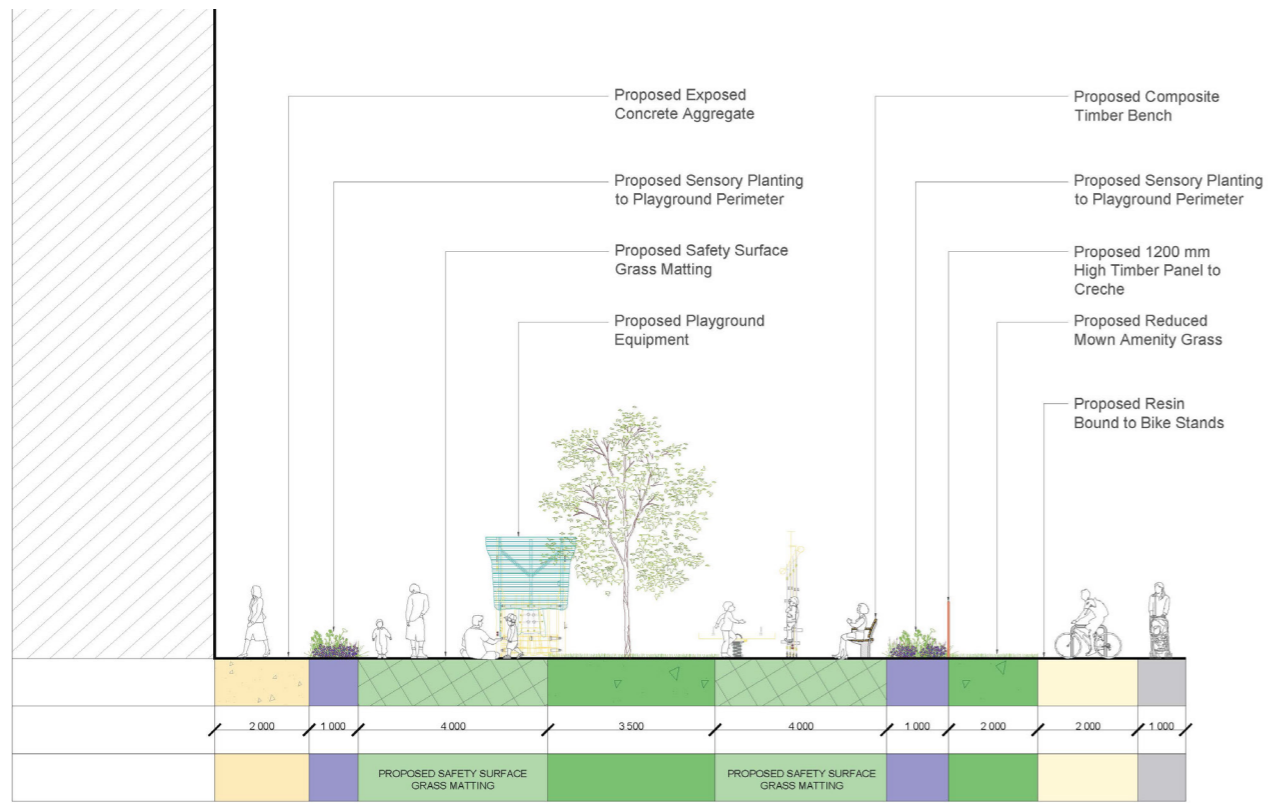 Proposed Exposed
Concrete Aggregate
Proposed Sensory Planting
to Playground Perimeter
Proposed Safety Surface
Grass Matting
Proposed Playground
Equipment
Proposed Composite
Timber Bench
Proposed Sensory Planting
to Playground Perimeter
Proposed 1200 mm
High Timber Panel to
Creche
Proposed Reduced
Mown Amenity Grass
Proposed Resin
Bound to Bike Stands
2 000 1 000 4 000 3 500 4 000 1 000 2 000 2 000 1 000
PROPOSED SAFETY SURFACE
GRASS MATTING
PROPOSED SAFETY SURFACE
GRASS MATTING